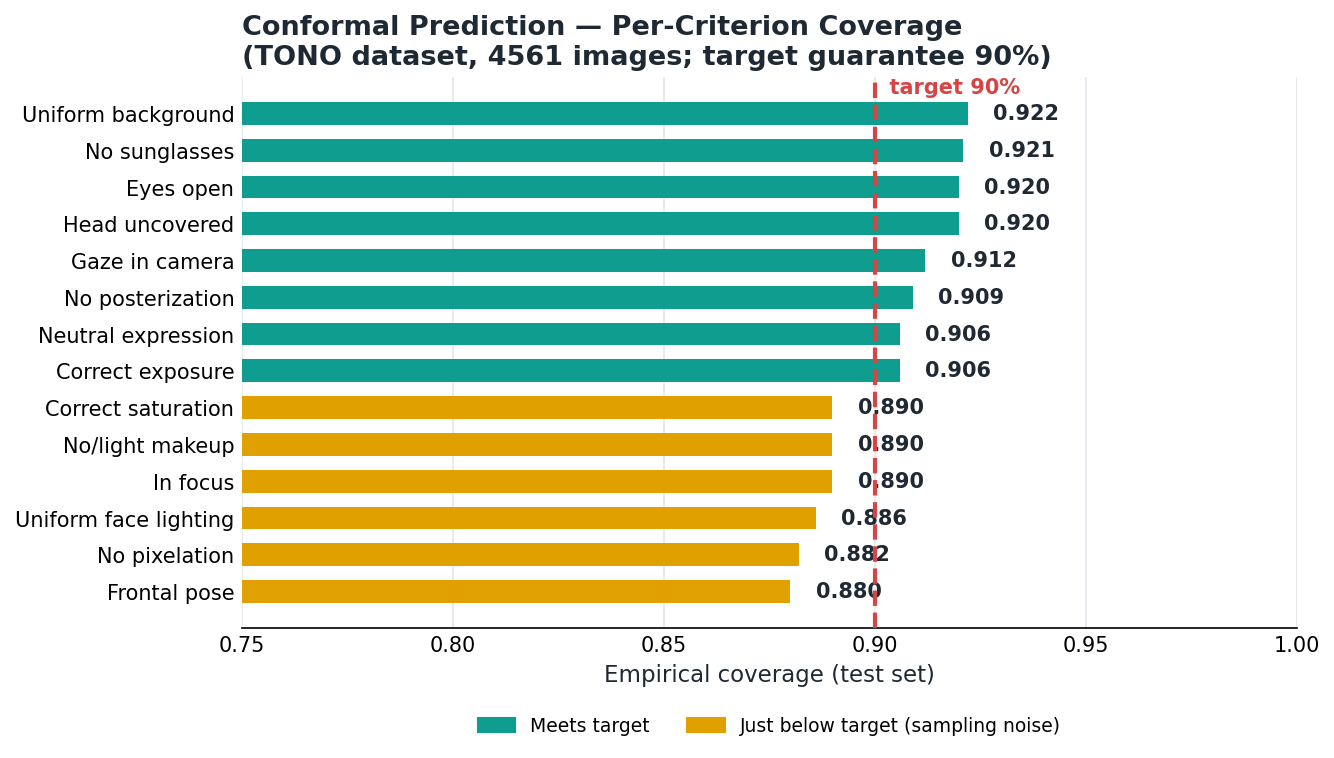 Conformal Prediction — Per-Criterion Coverage
(TONO dataset, 4561 images; target guarantee 90%)
target 90%
Uniform background 0.922
No sunglasses 0.921
Eyes open 0.920
Head uncovered 0.920
Gaze in camera 0.912
No posterization 0.909
Neutral expression 0.906
Correct exposure 0.906
Correct saturation 0.890
No/light makeup 0.890
In focus 0.890
Uniform face lighting 0.886
No pixelation 0.882
Frontal pose 0.880
0.75 0.80 0.85 0.90 0.95 1.00
Empirical coverage (test set)
Meets target Just below target (sampling noise)